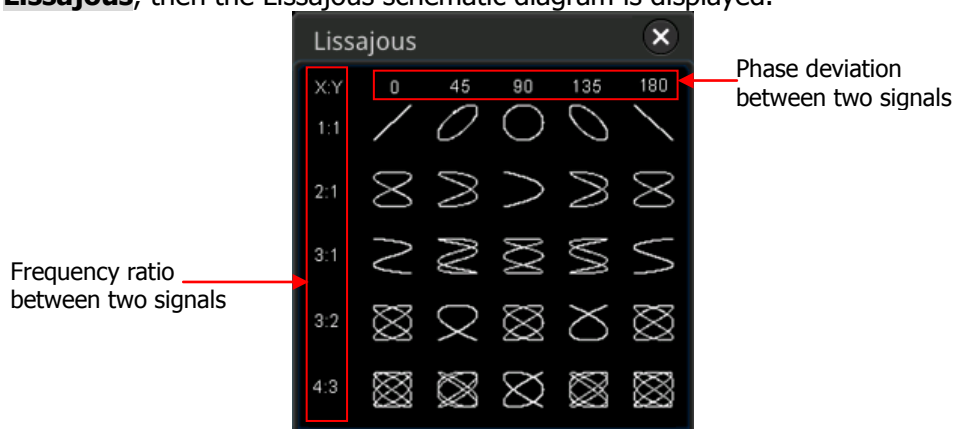 Lissajous, then the Lissajous schematic diagram is displayed.
Lissajous
X:Y 0 45 90 135 180
Phase deviation
between two signals
1:1
2:1
3:1
Frequency ratio
between two signals
3:2
4:3